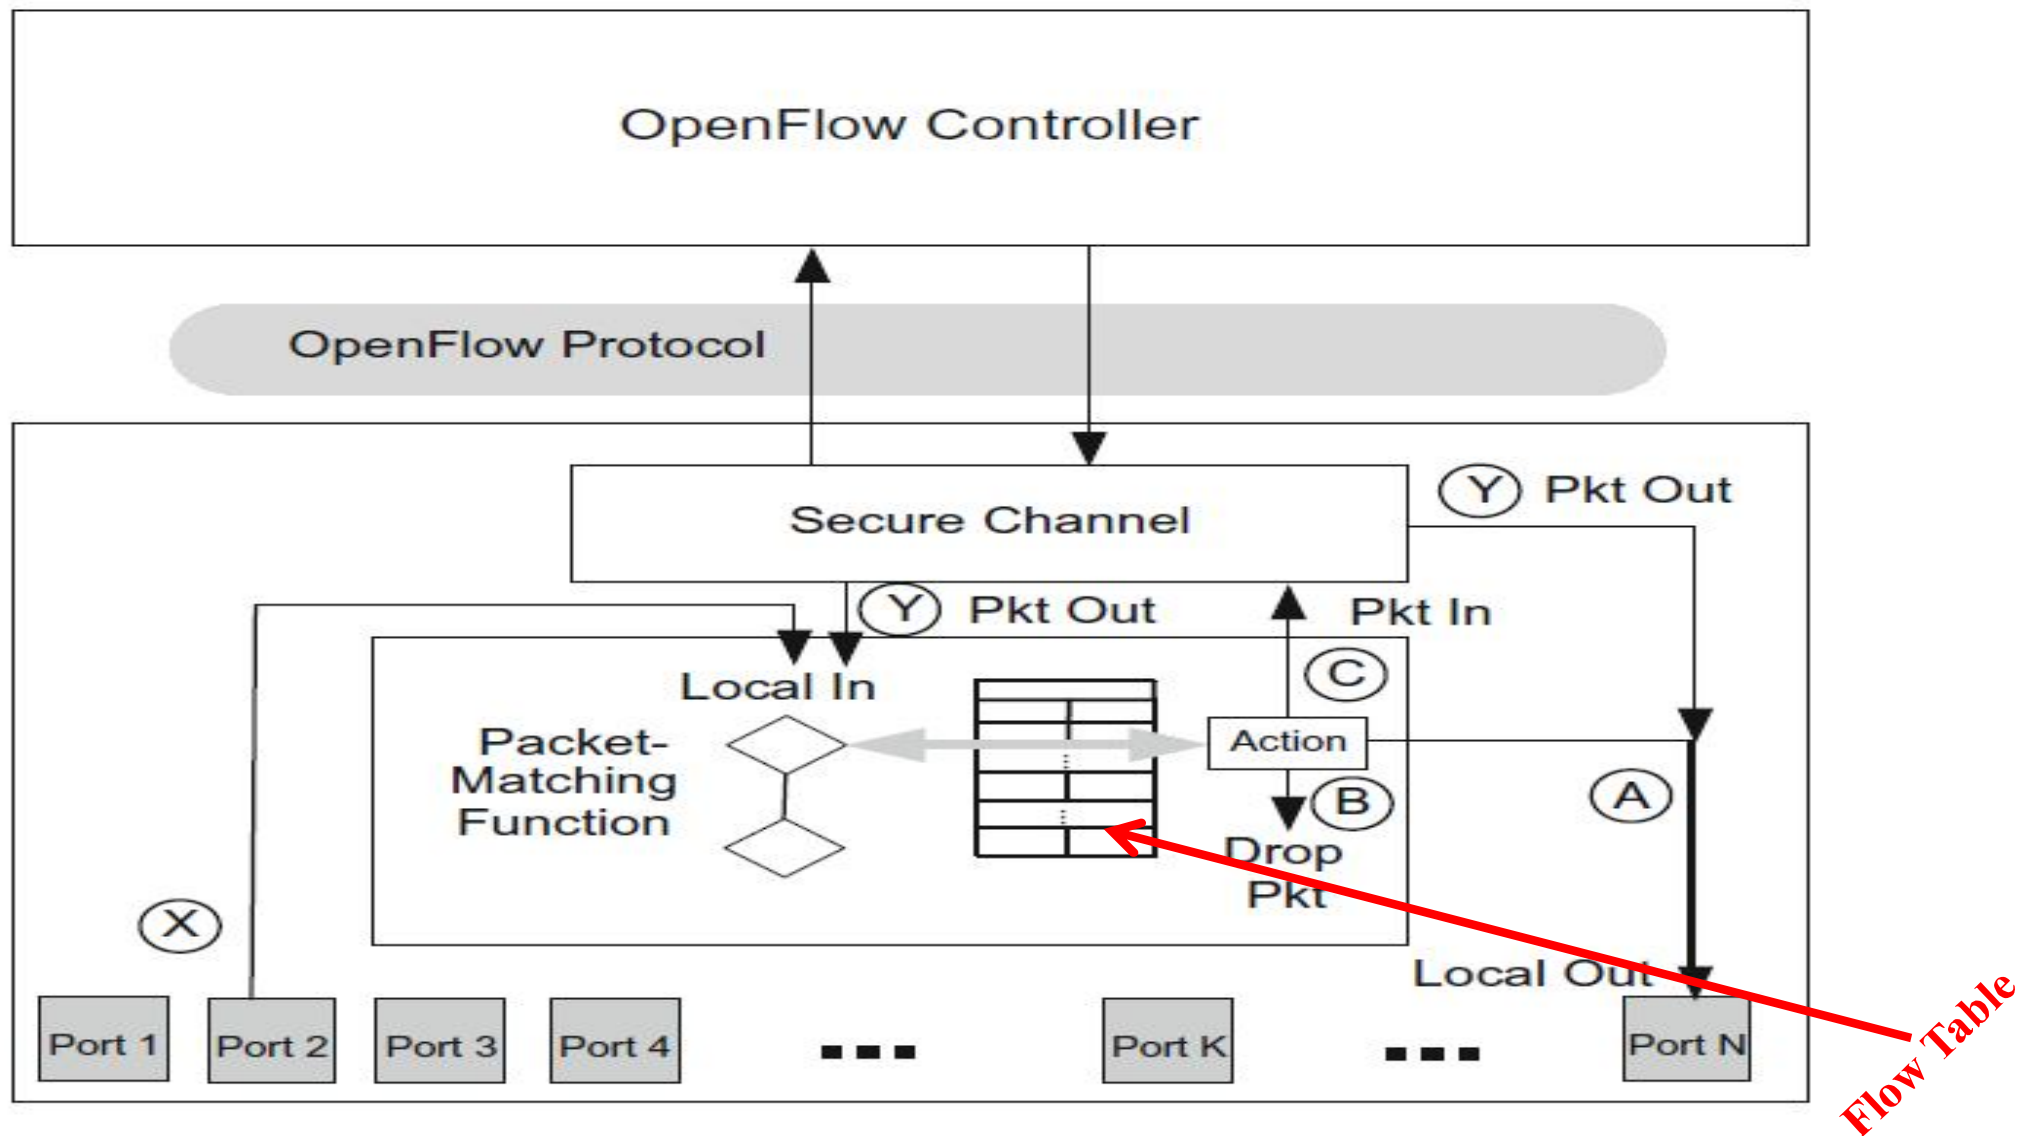 OpenFlow Controller
OpenFlow Protocol
Y Pkt Out
Secure Channel
Y Pkt Out
Pkt In
C
Local In
Packet-
Matching
Function
Action
A
B
Drop
Pkt
X
Local Out
Port 1
Port 2
Port 3
Port 4
Port K
Port N
Flow Table